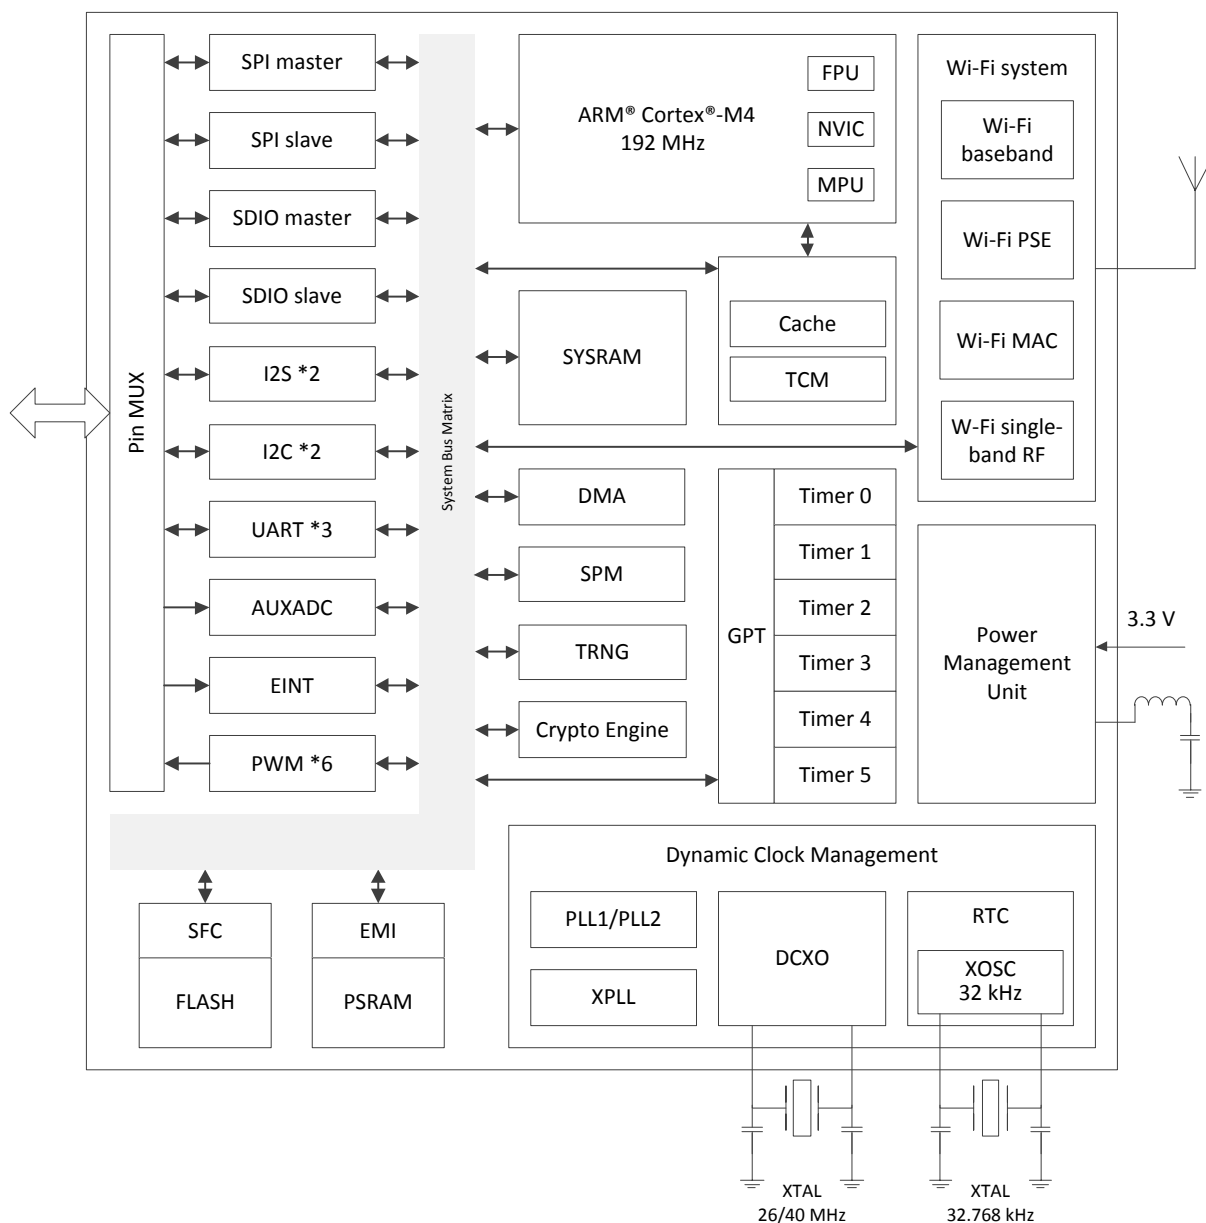 SPI master
SPI slave
SDIO master
SDIO slave
I2S *2
I2C *2
UART *3
AUXADC
EINT
PWM *6
Pin MUX
System Bus Matrix
ARM® Cortex®-M4
192 MHz
FPU
NVIC
MPU
Cache
TCM
SYSRAM
DMA
SPM
TRNG
Crypto Engine
GPT
Timer 0
Timer 1
Timer 2
Timer 3
Timer 4
Timer 5
Wi-Fi system
Wi-Fi
baseband
Wi-Fi PSE
Wi-Fi MAC
W-Fi single-
band RF
Power
Management
Unit
3.3 V
SFC
FLASH
EMI
PSRAM
Dynamic Clock Management
PLL1/PLL2
XPLL
DCXO
RTC
XOSC
32 kHz
XTAL
26/40 MHz
XTAL
32.768 kHz